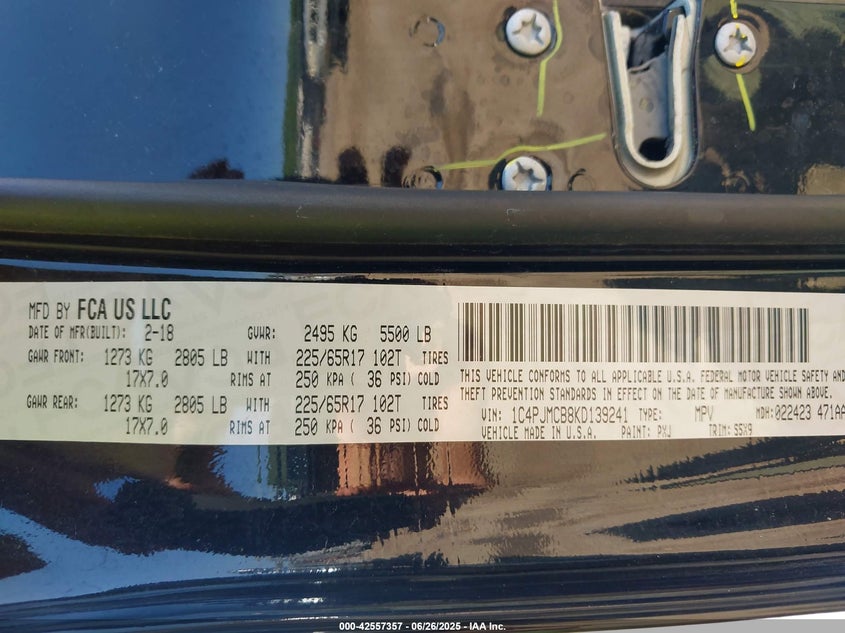 MFD BY FCA US LLC
DATE OF MFR(BUILT): 2-18 GVWR: 2495 KG 5500 LB
GAWR FRONT: 1273 KG 2805 LB WITH 225/65R17 102T TIRES
17X7.0 RIMS AT 250 KPA ( 36 PSI) COLD
GAWR REAR: 1273 KG 2805 LB WITH 225/65R17 102T TIRES
17X7.0 RIMS AT 250 KPA ( 36 PSI) COLD
THIS VEHICLE CONFORMS TO ALL APPLICABLE U.S.A. FEDERAL MOTOR VEHICLE SAFE
THEFT PREVENTION STANDARDS IN EFFECT ON THE DATE OF MANUFACTURE SHOWN ABOVE.
VIN: 1C4PJMCB8KD139241 TYPE: MPV MDH: 022423 471AA
VEHICLE MADE IN U.S.A. PAINT: PXJ TRIM: S5X9
000-42557357 - 06/26/2025 - IAA Inc.